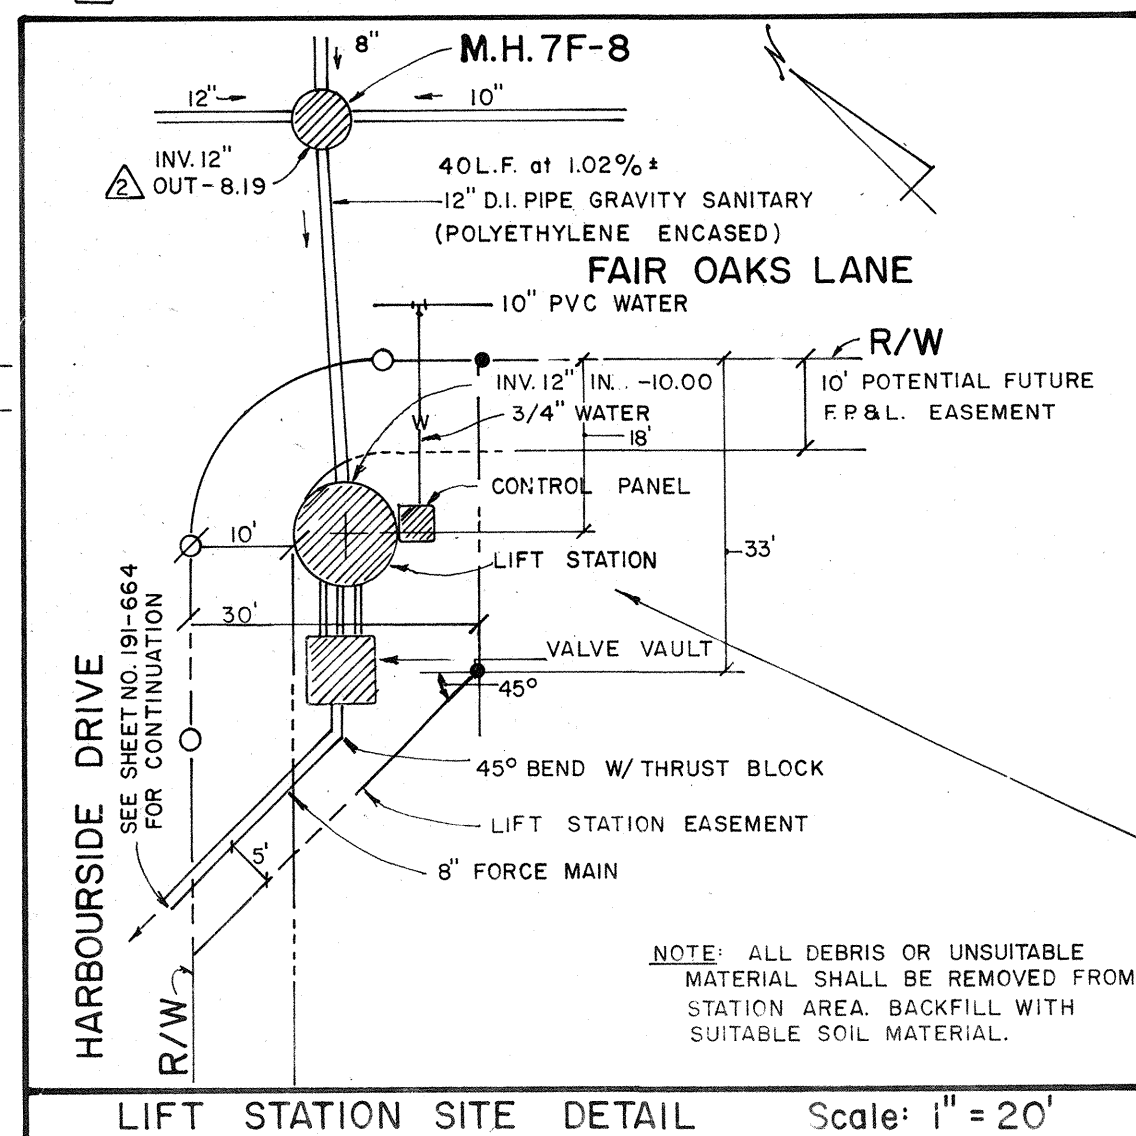 8"
M.H. 7F-8
12"
10"
INV. 12"
OUT-8.19
2
40 L.F. at 1.02% ±
12" D.I. PIPE GRAVITY SANITARY
(POLYETHYLENE ENCASED)
FAIR OAKS LANE
10" PVC WATER
R/W
INV. 12" IN... -10.00
10' POTENTIAL FUTURE
F.P.&L. EASEMENT
3/4" WATER
W
18'
CONTROL PANEL
10'
33'
LIFT STATION
30'
VALVE VAULT
45°
HARBOURSIDE DRIVE
SEE SHEET NO. 191-664
FOR CONTINUATION
45° BEND W/ THRUST BLOCK
LIFT STATION EASEMENT
5'
8" FORCE MAIN
R/W
NOTE: ALL DEBRIS OR UNSUITABLE
MATERIAL SHALL BE REMOVED FROM
STATION AREA. BACKFILL WITH
SUITABLE SOIL MATERIAL.
LIFT STATION SITE DETAIL Scale: 1" = 20'